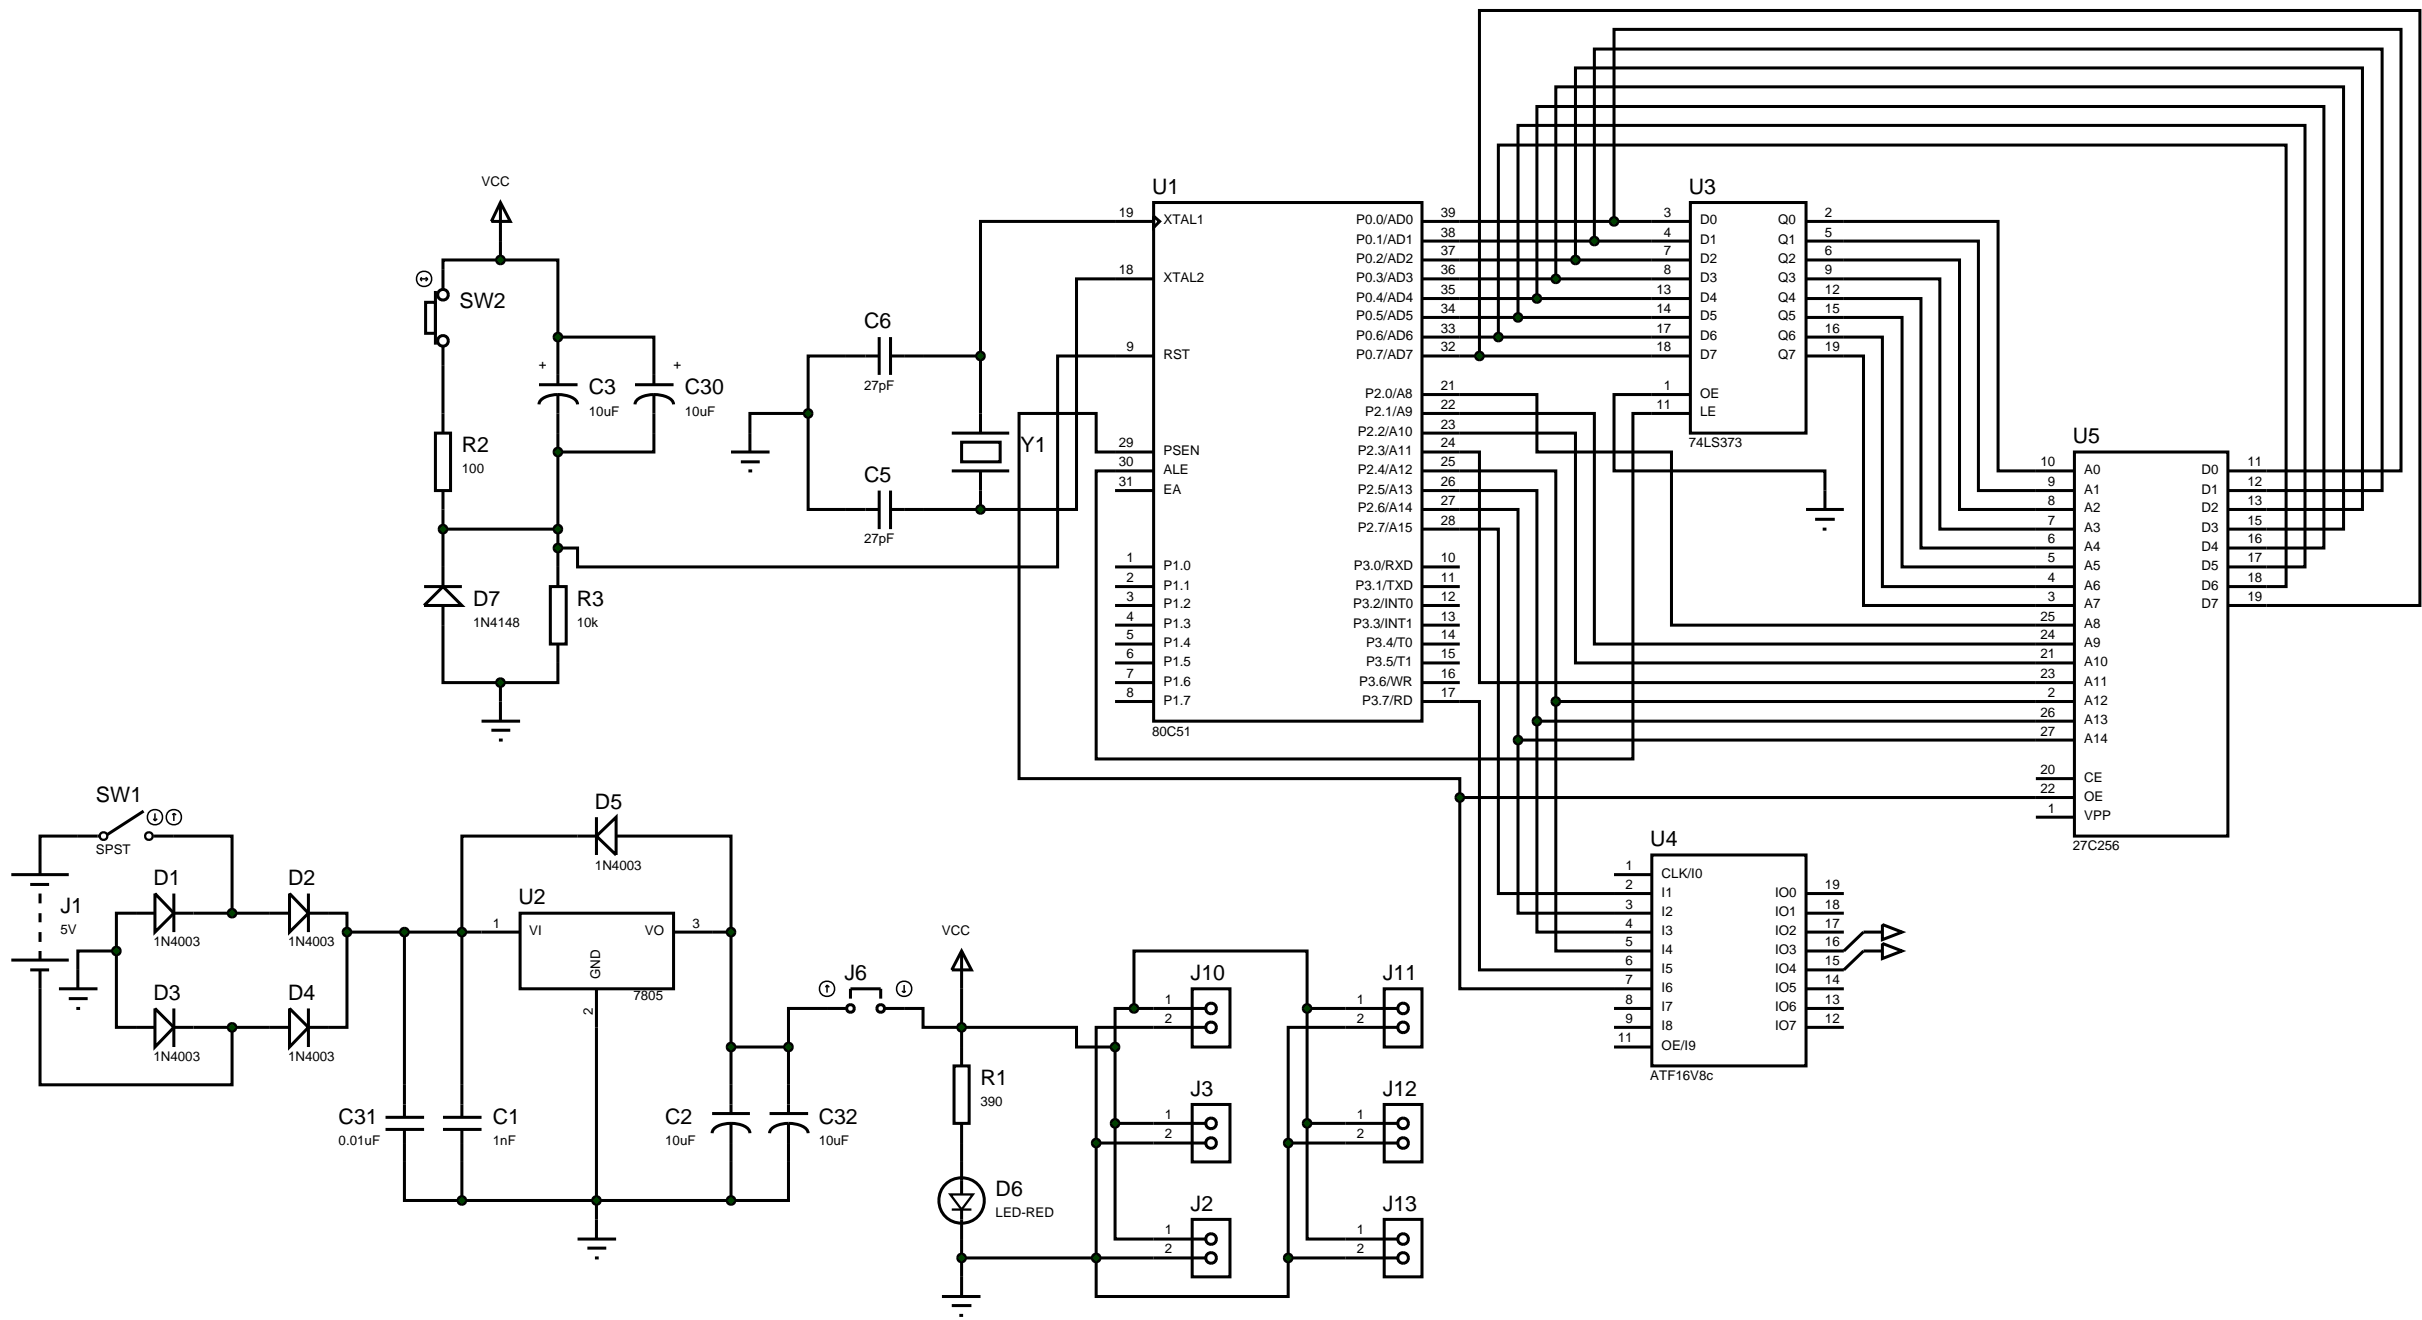 VCC
SW2
+
C3
10uF
+
C30
10uF
R2
100
D7
1N4148
R3
10k
C6
27pF
C5
27pF
Y1
U1
19 XTAL1
18 XTAL2
9 RST
29 PSEN
30 ALE
31 EA
1 P1.0
2 P1.1
3 P1.2
4 P1.3
5 P1.4
6 P1.5
7 P1.6
8 P1.7
P0.0/AD0 39
P0.1/AD1 38
P0.2/AD2 37
P0.3/AD3 36
P0.4/AD4 35
P0.5/AD5 34
P0.6/AD6 33
P0.7/AD7 32
P2.0/A8 21
P2.1/A9 22
P2.2/A10 23
P2.3/A11 24
P2.4/A12 25
P2.5/A13 26
P2.6/A14 27
P2.7/A15 28
P3.0/RXD 10
P3.1/TXD 11
P3.2/INT0 12
P3.3/INT1 13
P3.4/T0 14
P3.5/T1 15
P3.6/WR 16
P3.7/RD 17
80C51
U3
3 D0 Q0 2
4 D1 Q1 5
7 D2 Q2 6
8 D3 Q3 9
13 D4 Q4 12
14 D5 Q5 15
17 D6 Q6 16
18 D7 Q7 19
1 OE
11 LE
74LS373
U5
10 A0 D0 11
9 A1 D1 12
8 A2 D2 13
7 A3 D3 15
6 A4 D4 16
5 A5 D5 17
4 A6 D6 18
3 A7 D7 19
25 A8
24 A9
21 A10
23 A11
2 A12
26 A13
27 A14
20 CE
22 OE
1 VPP
27C256
SW1
SPST
J1
5V
D1
1N4003
D2
1N4003
D3
1N4003
D4
1N4003
D5
1N4003
U2
1 VI VO 3
GND
2
7805
C31
0.01uF
C1
1nF
C2
10uF
C32
10uF
J6
VCC
R1
390
D6
LED-RED
J10
1
2
J3
1
2
J2
1
2
J11
1
2
J12
1
2
J13
1
2
U4
1 CLK/I0
2 I1 IO0 19
3 I2 IO1 18
4 I3 IO2 17
5 I4 IO3 16
6 I5 IO4 15
7 I6 IO5 14
8 I7 IO6 13
9 I8 IO7 12
11 OE/I9
ATF16V8c